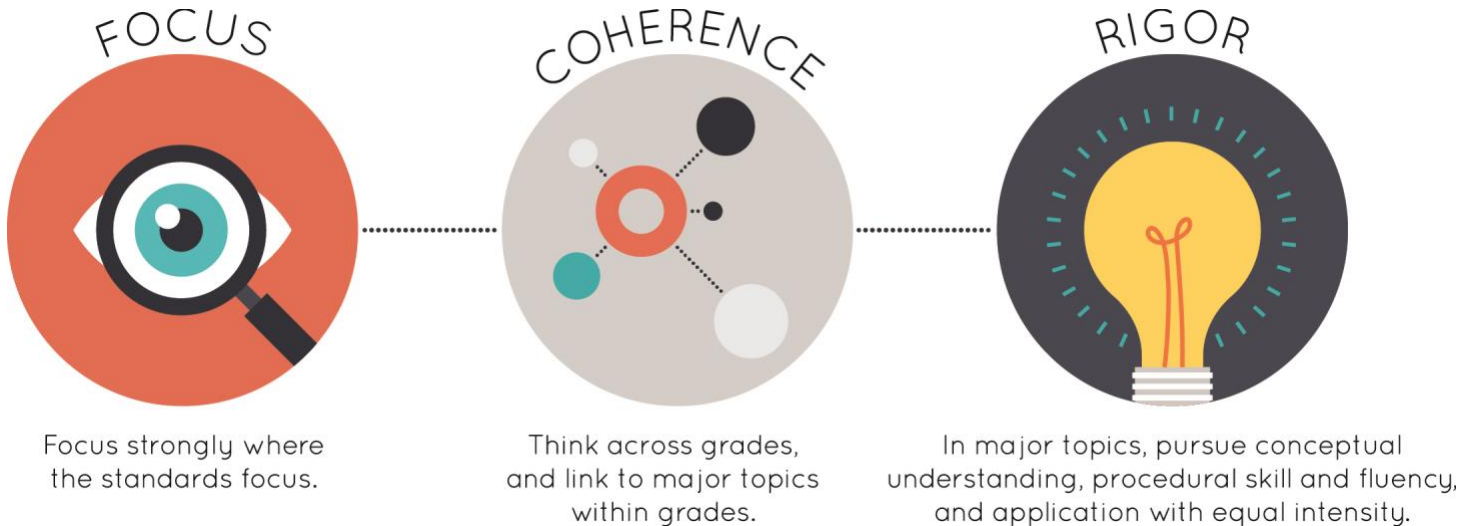 FOCUS
Focus strongly where
the standards focus.
COHERENCE
Think across grades,
and link to major topics
within grades.
RIGOR
In major topics, pursue conceptual
understanding, procedural skill and fluency,
and application with equal intensity.